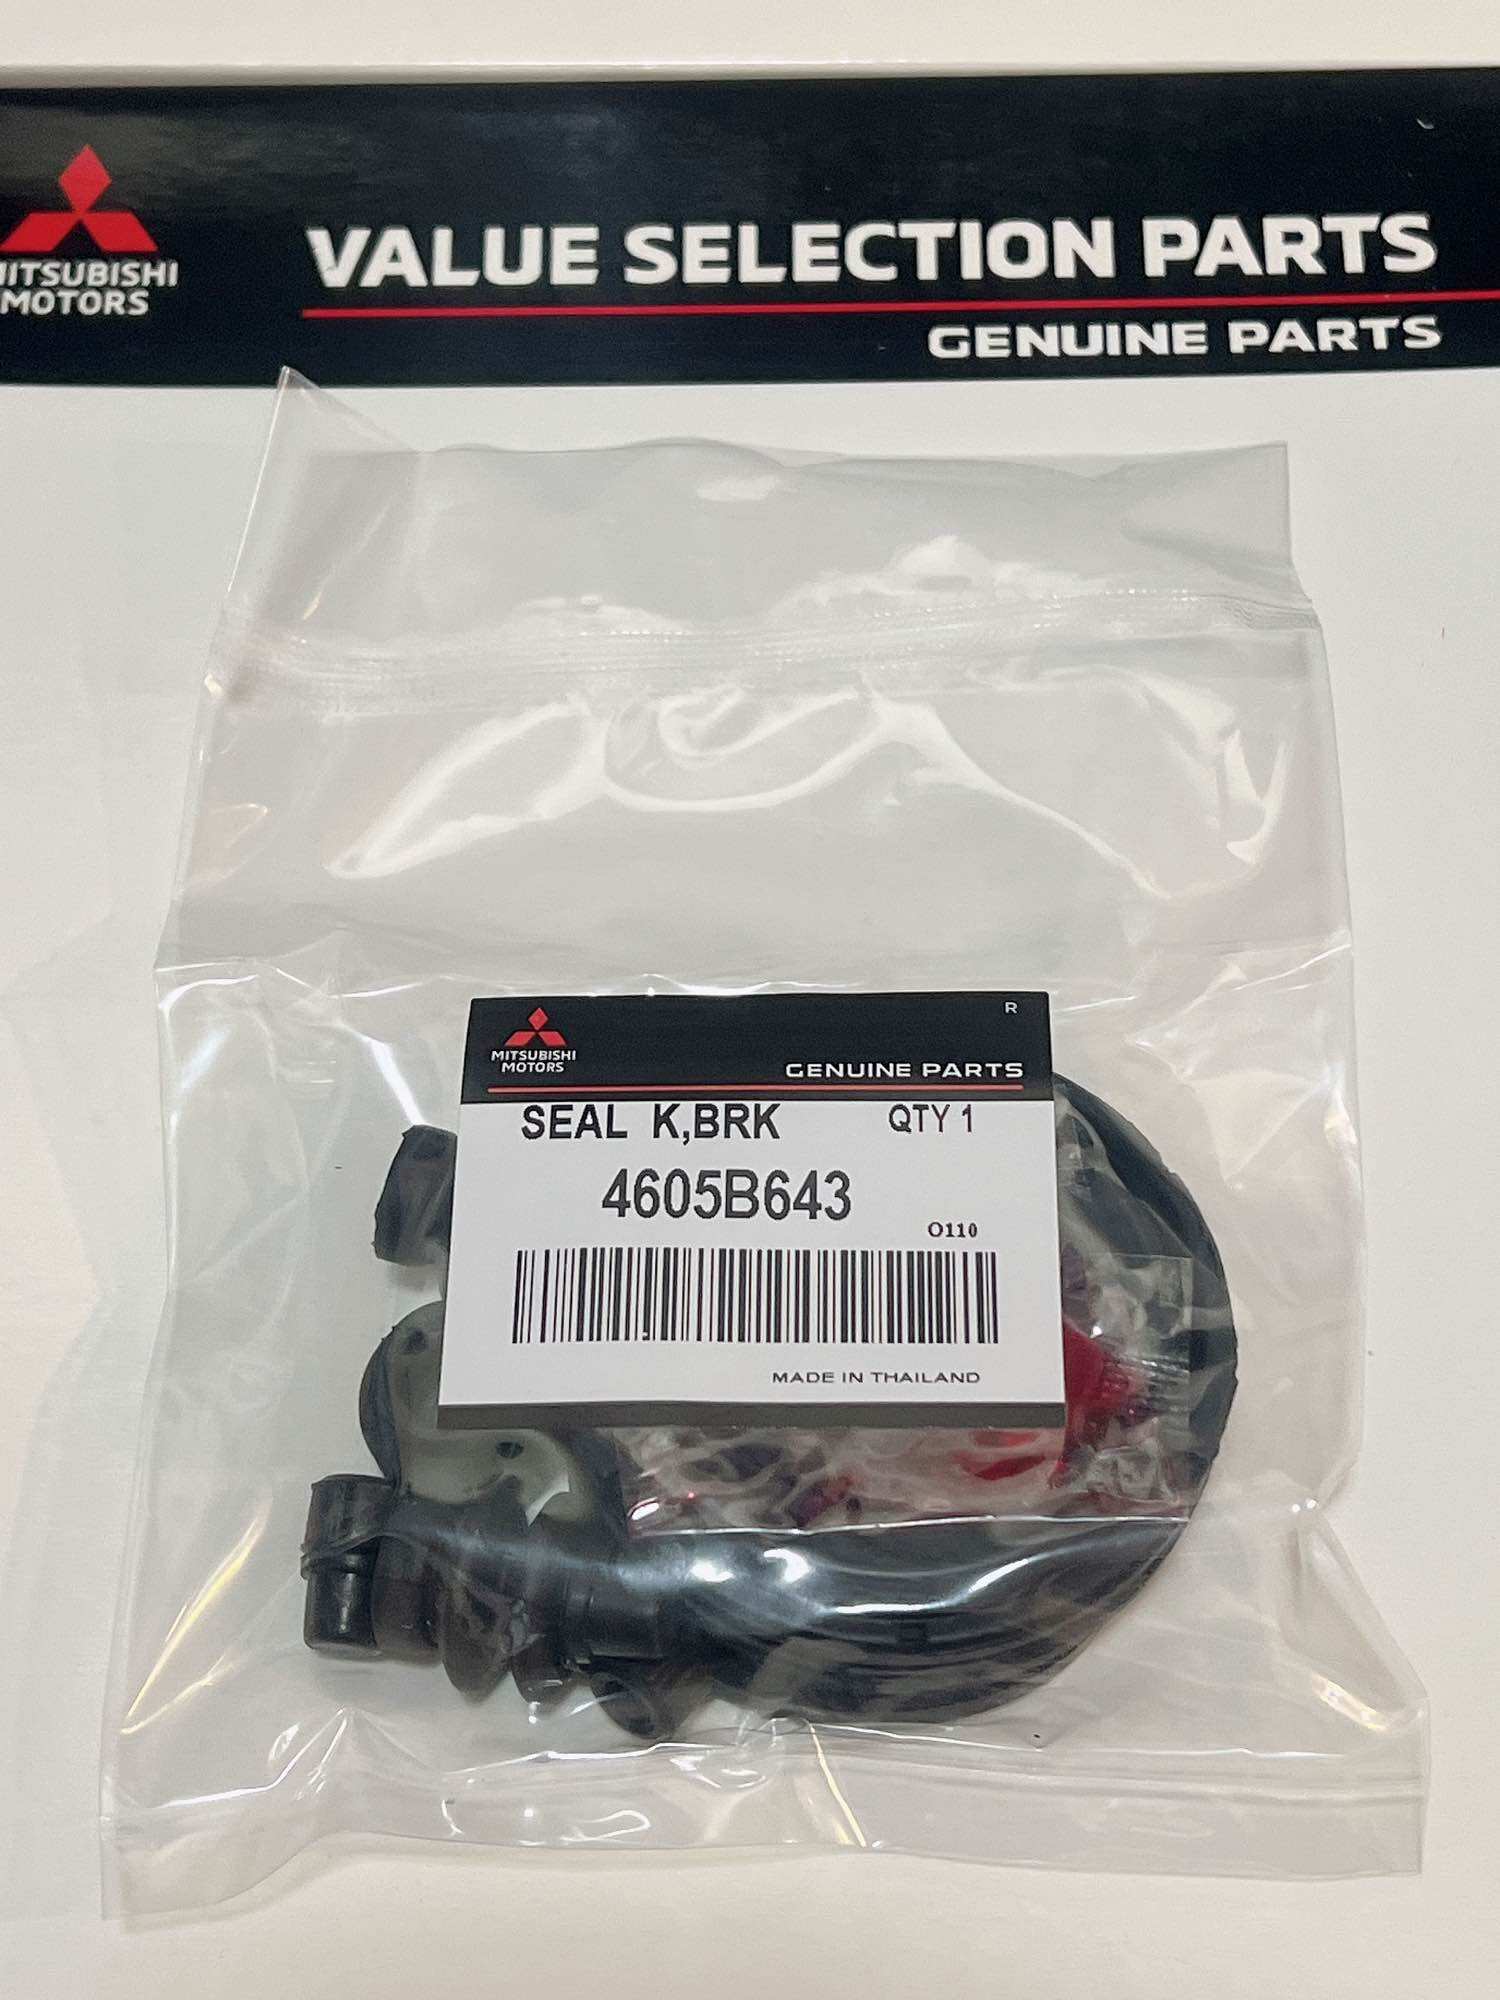 VALUE SELECTION PARTS
MITSUBISHI
MOTORS
GENUINE PARTS
R
MITSUBISHI
MOTORS
GENUINE PARTS
SEAL K,BRK QTY 1
4605B643
O110
MADE IN THAILAND